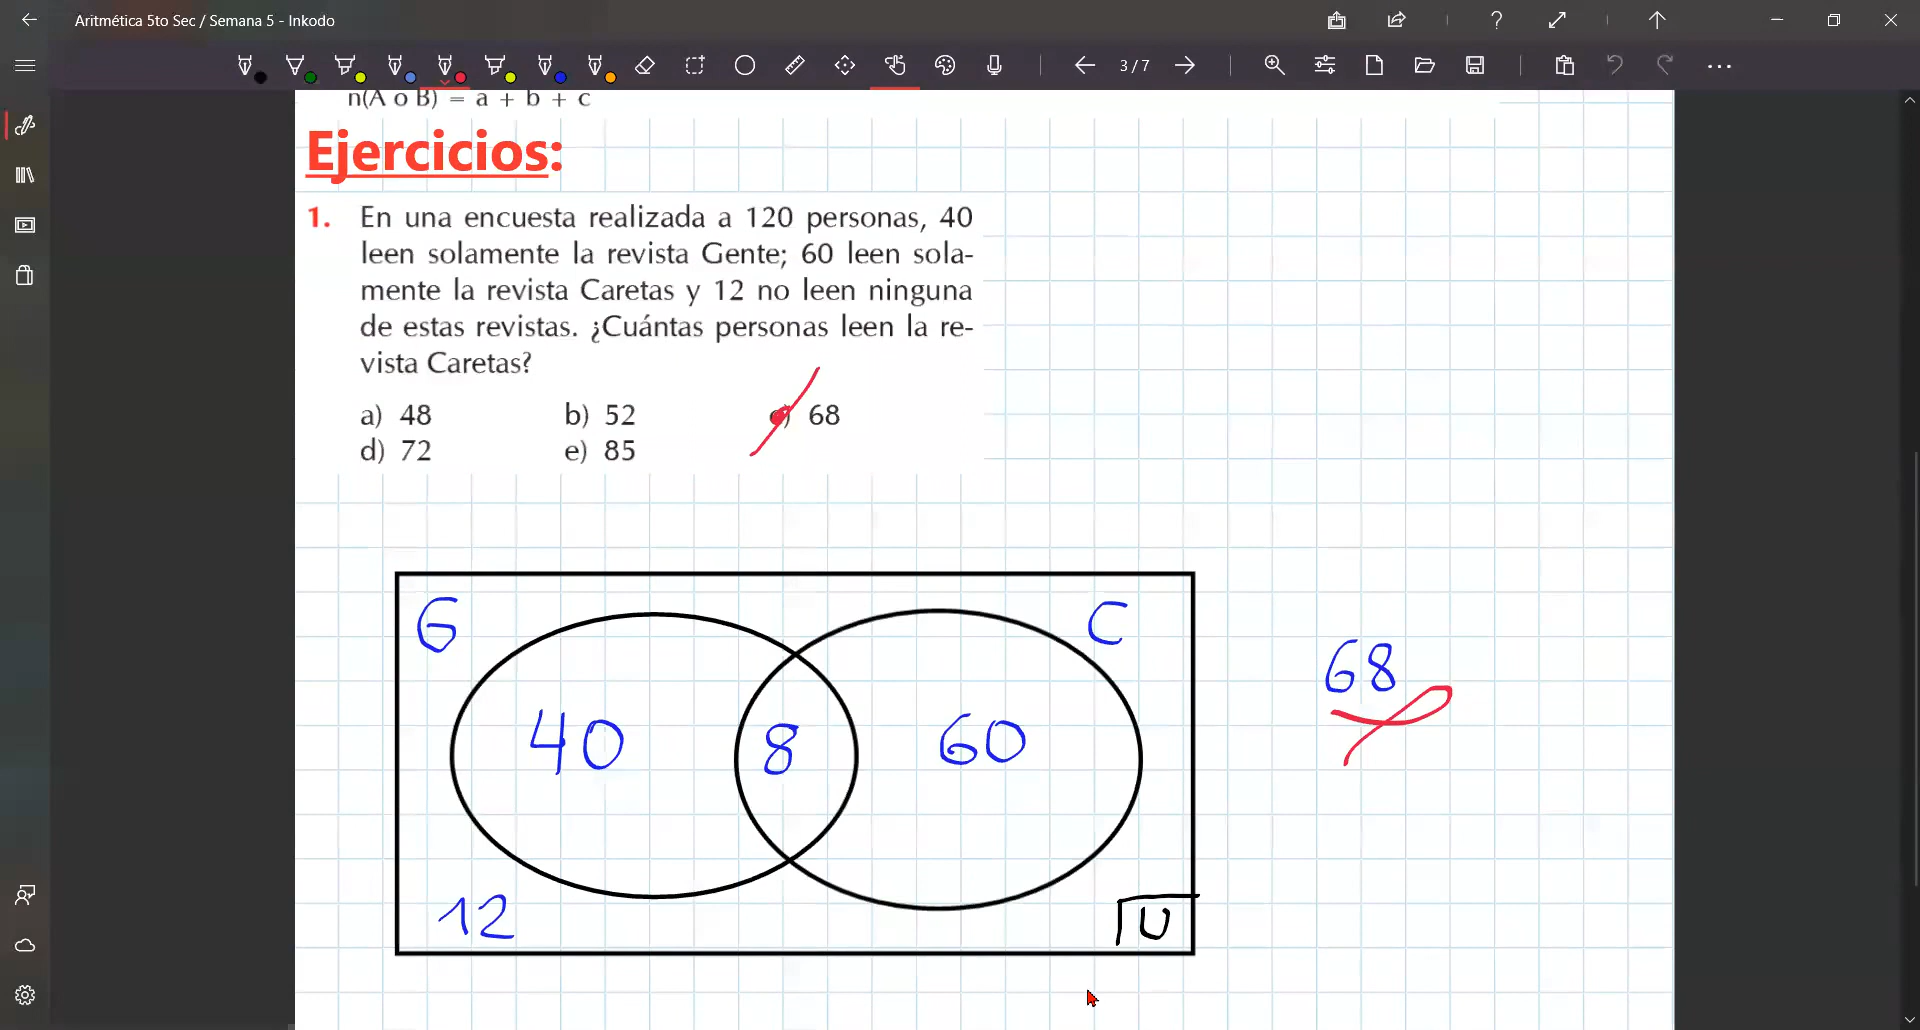 Aritmética 5to Sec / Semana 5 - Inkodo
3 / 7
n(A o B) = a + b + c
Ejercicios:
1. En una encuesta realizada a 120 personas, 40
leen solamente la revista Gente; 60 leen sola-
mente la revista Caretas y 12 no leen ninguna
de estas revistas. ¿Cuántas personas leen la re-
vista Caretas?
a) 48 b) 52 c) 68
d) 72 e) 85
G C
68
40 8 60
12 U